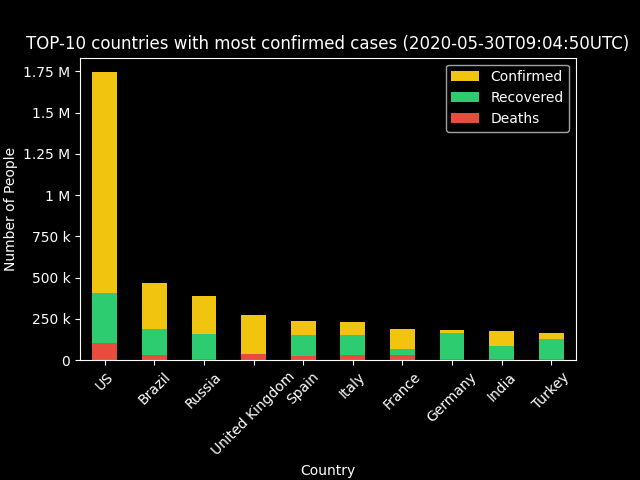 TOP-10 countries with most confirmed cases (2020-05-30T09:04:50UTC)
Confirmed
Recovered
Deaths
Number of People
1.75 M
1.5 M
1.25 M
1 M
750 k
500 k
250 k
0
US
Brazil
Russia
United Kingdom
Spain
Italy
France
Germany
India
Turkey
Country